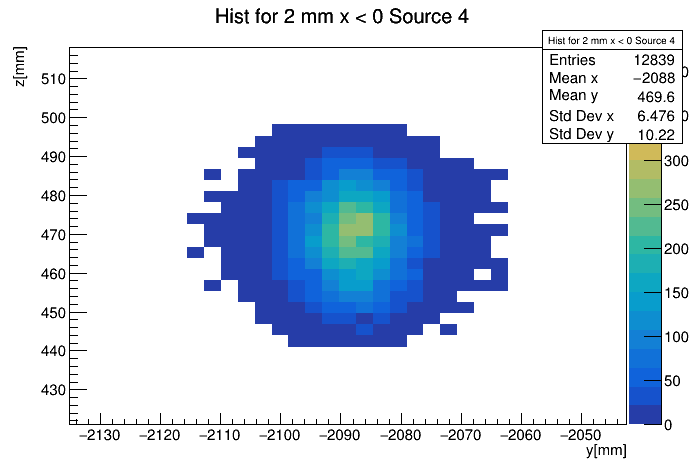 Hist for 2 mm x < 0 Source 4
z[mm]
Hist for 2 mm x < 0 Source 4
Entries 12839
Mean x −2088
Mean y 469.6
Std Dev x 6.476
Std Dev y 10.22
510
500
490
480
470
460
450
440
430
0
0
300
250
200
150
100
50
0
−2130 −2120 −2110 −2100 −2090 −2080 −2070 −2060 −2050
y[mm]